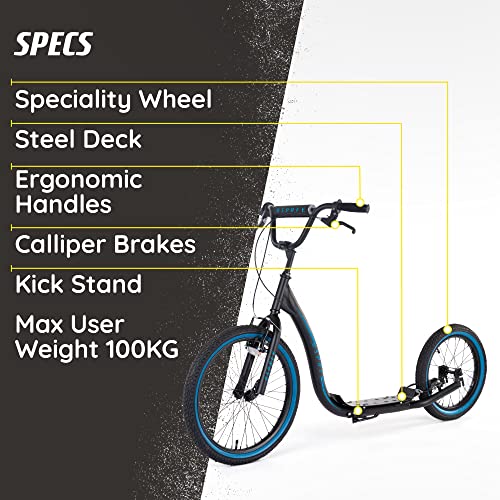 SPECS
Speciality Wheel
Steel Deck
Ergonomic
Handles
Calliper Brakes
Kick Stand
Max User
Weight 100KG